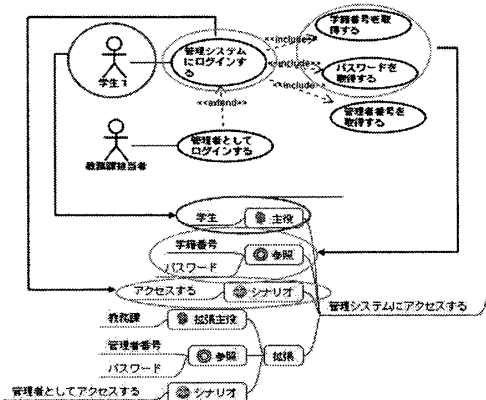 学籍番号を取
得する
管理システム
にログインす
る
<<include>>
学生1
<<include>>
パスワードを
取得する
<<include>>
<<extend>>
管理者番号を
取得する
教務課担当者
管理者として
ログインする
学生
主役
学籍番号
参照
パスワード
アクセスする
シナリオ
管理システムにアクセスする
教務課
拡張主役
管理者番号
参照
拡張
パスワード
管理者としてアクセスする
シナリオ